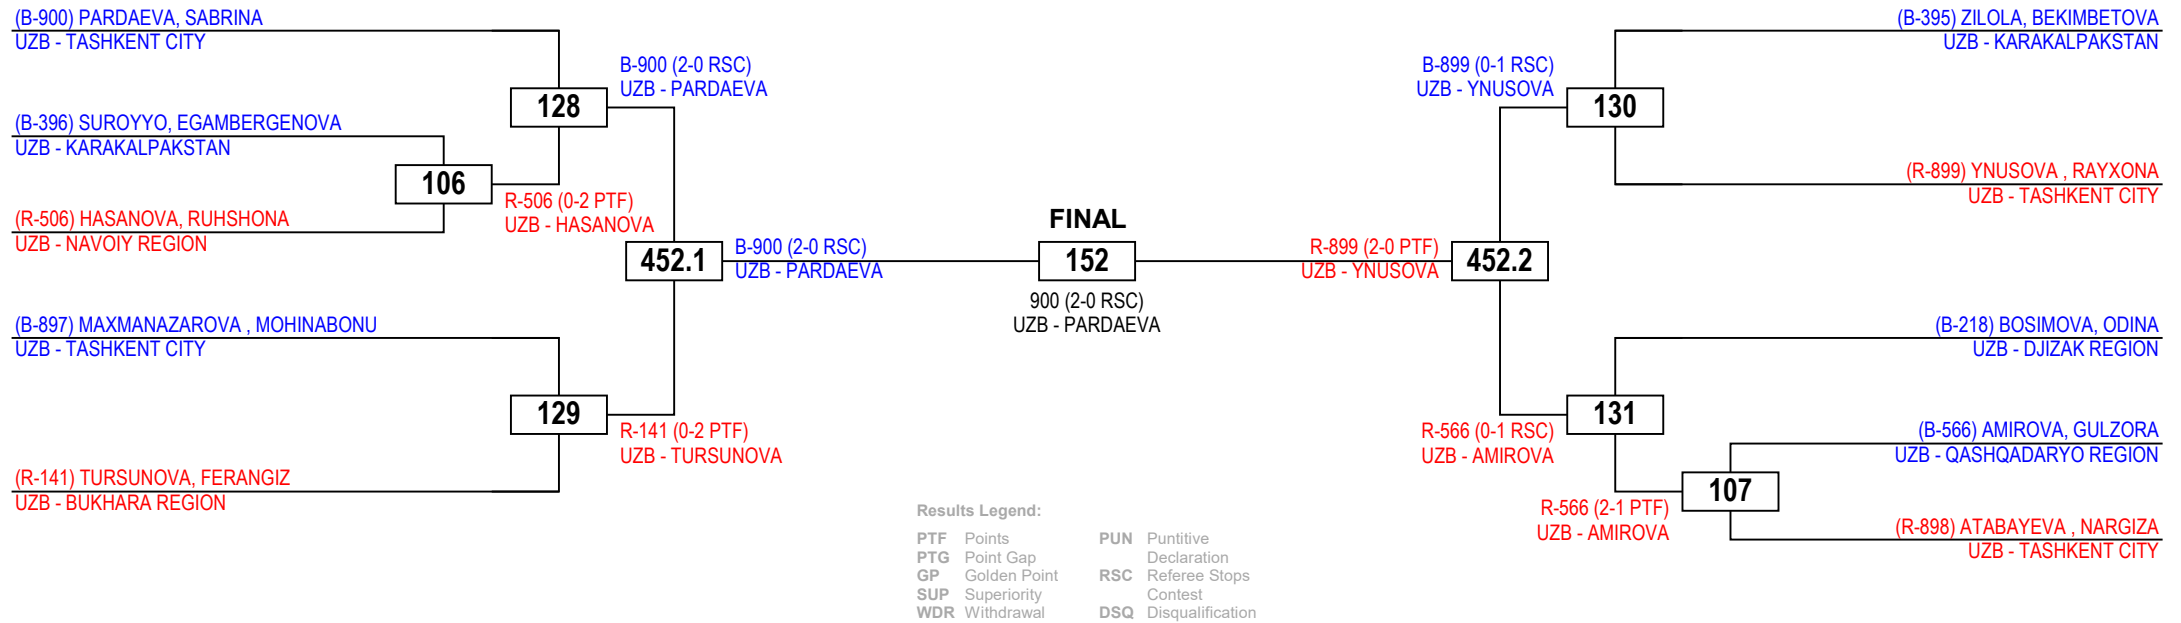 (B-900) PARDAEVA, SABRINA
UZB - TASHKENT CITY
B-900 (2-0 RSC)
UZB - PARDAEVA
128
(B-396) SUROYYO, EGAMBERGENOVA
UZB - KARAKALPAKSTAN
106
R-506 (0-2 PTF)
UZB - HASANOVA
(R-506) HASANOVA, RUHSHONA
UZB - NAVOIY REGION
452.1
B-900 (2-0 RSC)
UZB - PARDAEVA
(B-897) MAXMANAZAROVA , MOHINABONU
UZB - TASHKENT CITY
129
R-141 (0-2 PTF)
UZB - TURSUNOVA
(R-141) TURSUNOVA, FERANGIZ
UZB - BUKHARA REGION
FINAL
152
900 (2-0 RSC)
UZB - PARDAEVA
(B-395) ZILOLA, BEKIMBETOVA
UZB - KARAKALPAKSTAN
B-899 (0-1 RSC)
UZB - YNUSOVA
130
(R-899) YNUSOVA , RAYXONA
UZB - TASHKENT CITY
R-899 (2-0 PTF)
UZB - YNUSOVA
452.2
(B-218) BOSIMOVA, ODINA
UZB - DJIZAK REGION
131
R-566 (0-1 RSC)
UZB - AMIROVA
(B-566) AMIROVA, GULZORA
UZB - QASHQADARYO REGION
107
R-566 (2-1 PTF)
UZB - AMIROVA
(R-898) ATABAYEVA , NARGIZA
UZB - TASHKENT CITY
Results Legend:
PTF Points
PTG Point Gap
GP Golden Point
SUP Superiority
WDR Withdrawal
PUN Puntitive
Declaration
RSC Referee Stops
Contest
DSQ Disqualification